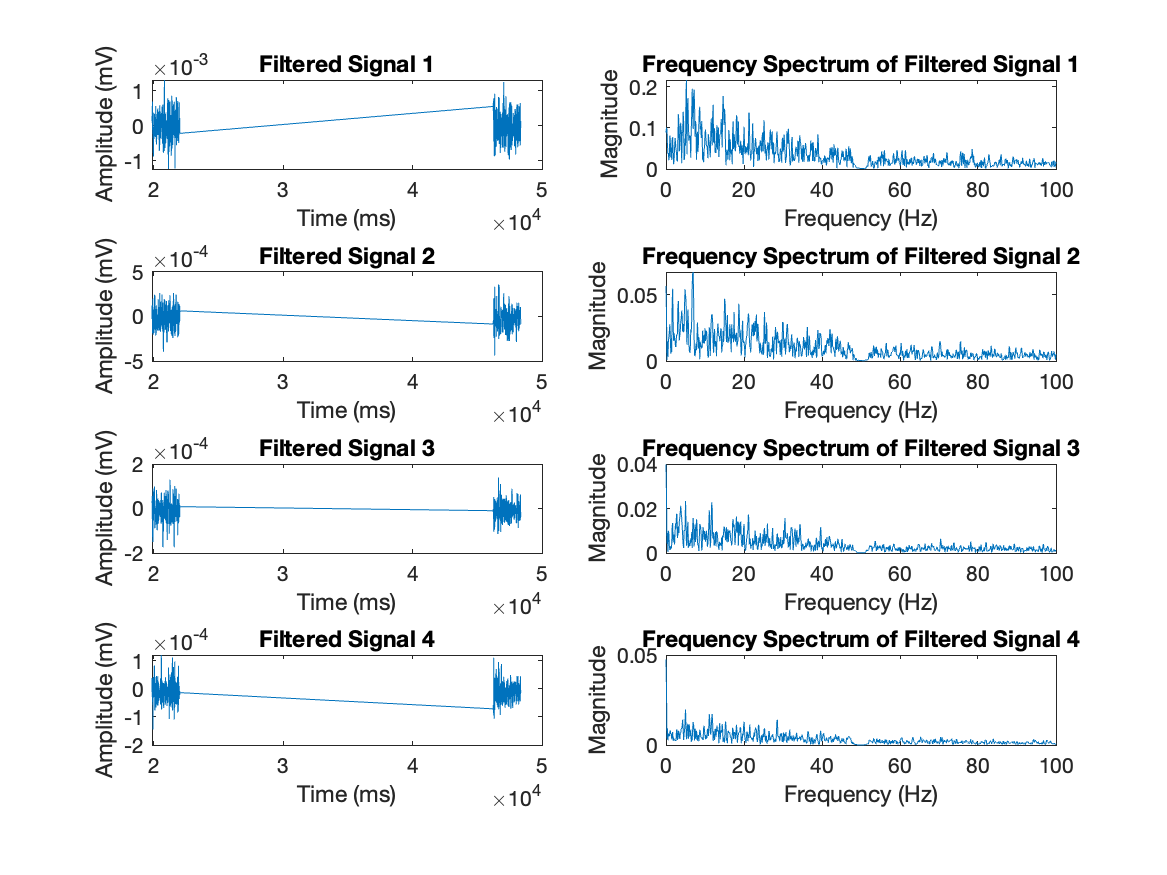 Filtered Signal 1
×10-3
Amplitude (mV)
1
0
-1
2 3 4 5
Time (ms)
×104
Frequency Spectrum of Filtered Signal 1
Magnitude
0.2
0.1
0
0 20 40 60 80 100
Frequency (Hz)
Filtered Signal 2
×10-4
Amplitude (mV)
5
0
-5
2 3 4 5
Time (ms)
×104
Frequency Spectrum of Filtered Signal 2
Magnitude
0.05
0
0 20 40 60 80 100
Frequency (Hz)
Filtered Signal 3
×10-4
Amplitude (mV)
2
0
-2
2 3 4 5
Time (ms)
×104
Frequency Spectrum of Filtered Signal 3
Magnitude
0.04
0.02
0
0 20 40 60 80 100
Frequency (Hz)
Filtered Signal 4
×10-4
Amplitude (mV)
1
0
-1
-2
2 3 4 5
Time (ms)
×104
Frequency Spectrum of Filtered Signal 4
Magnitude
0.05
0
0 20 40 60 80 100
Frequency (Hz)